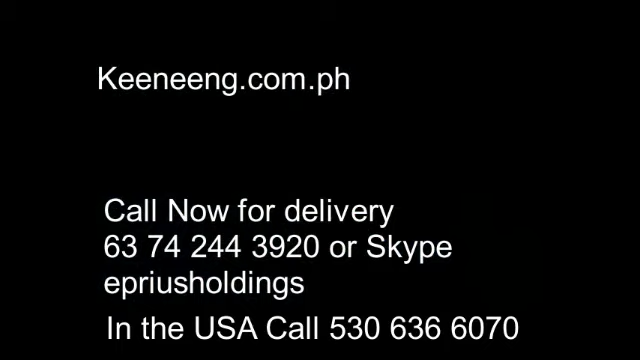 Keeneeng.com.ph
Call Now for delivery
63 74 244 3920 or Skype
epriusholdings
In the USA Call 530 636 6070